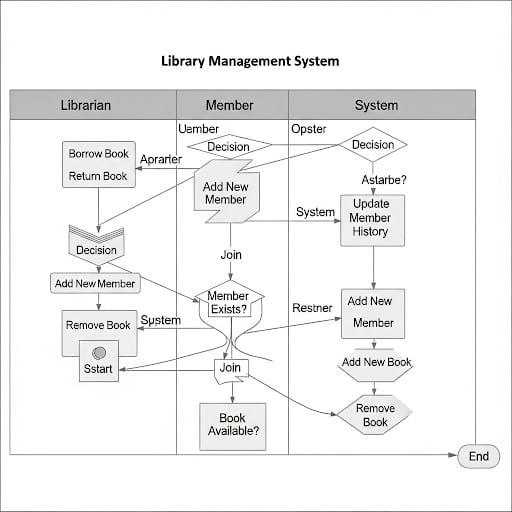 Library Management System
Librarian
Member
System
Uember
Opster
Decision
Decision
Borrow Book
Return Book
Aprarter
Add New
Member
Astarbe?
System
Update
Member
History
Decision
Join
Add New Member
Member
Exists?
Restner
Add New
Member
Remove Book
System
Sstart
Join
Add New Book
Book
Available?
Remove
Book
End